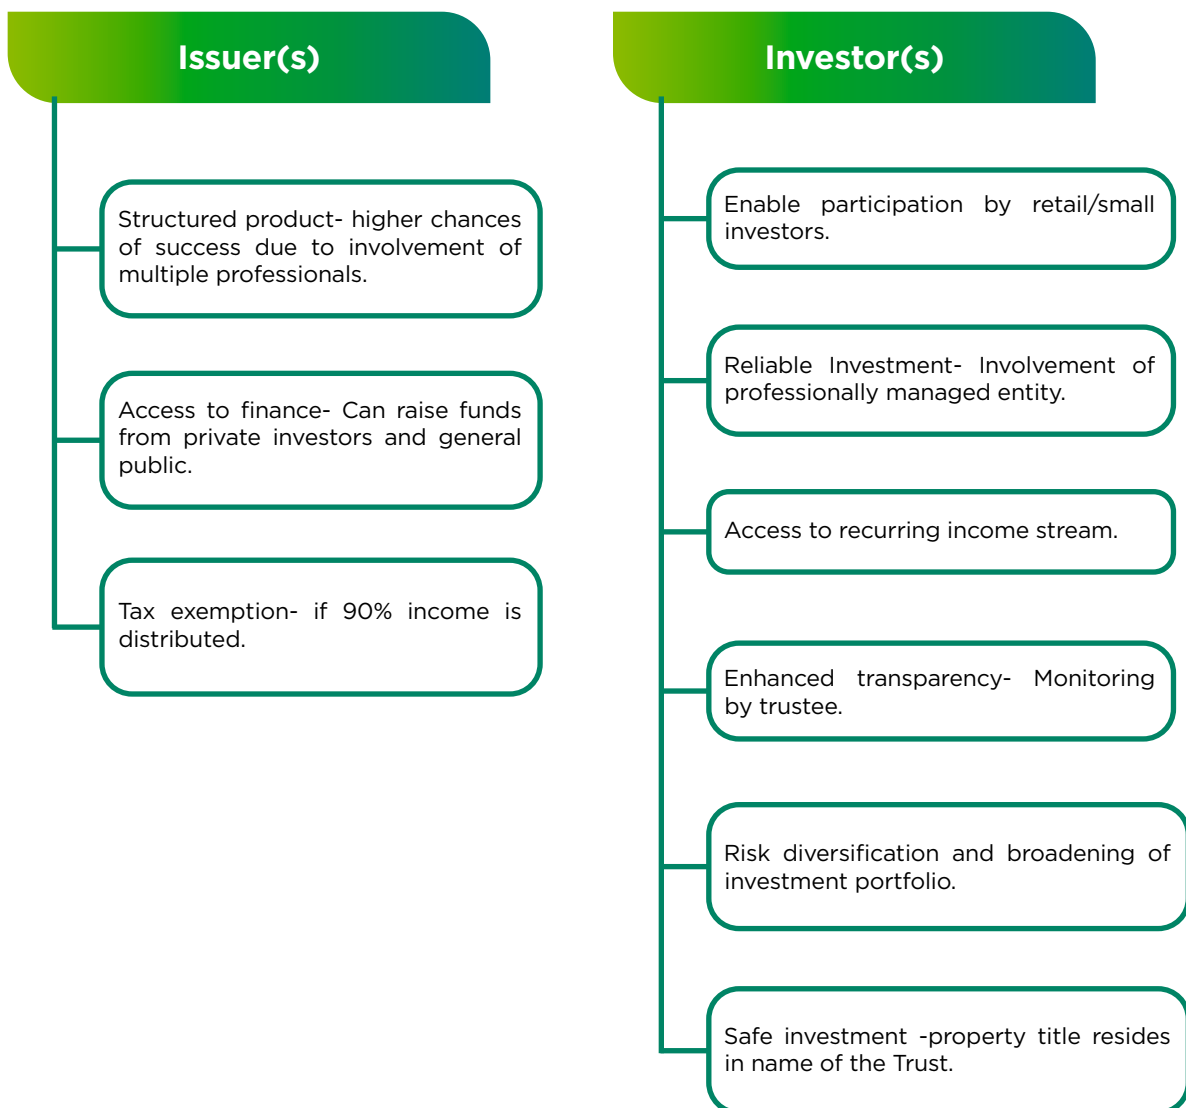 Issuer(s)
Structured product- higher chances
of success due to involvement of
multiple professionals.
Access to finance- Can raise funds
from private investors and general
public.
Tax exemption- if 90% income is
distributed.
Investor(s)
Enable participation by retail/small
investors.
Reliable Investment- Involvement of
professionally managed entity.
Access to recurring income stream.
Enhanced transparency- Monitoring
by trustee.
Risk diversification and broadening of
investment portfolio.
Safe investment -property title resides
in name of the Trust.